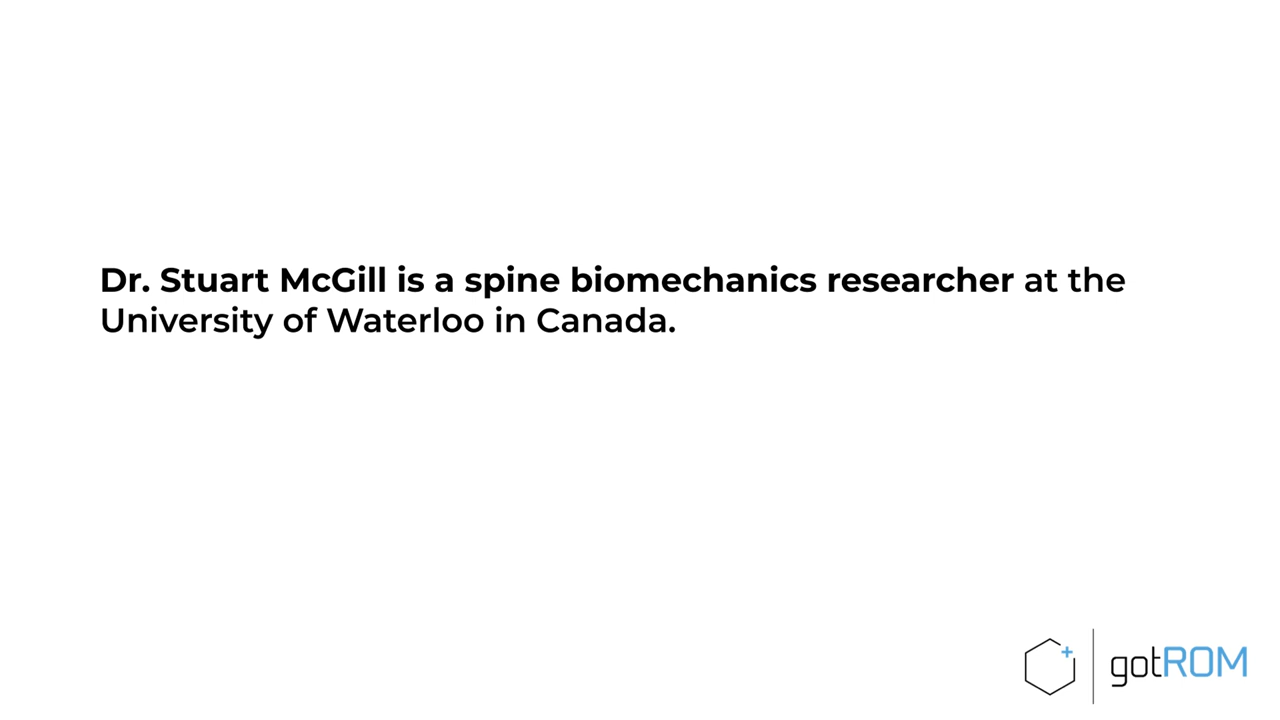 Dr. Stuart McGill is a spine biomechanics researcher at the
University of Waterloo in Canada.
gotROM